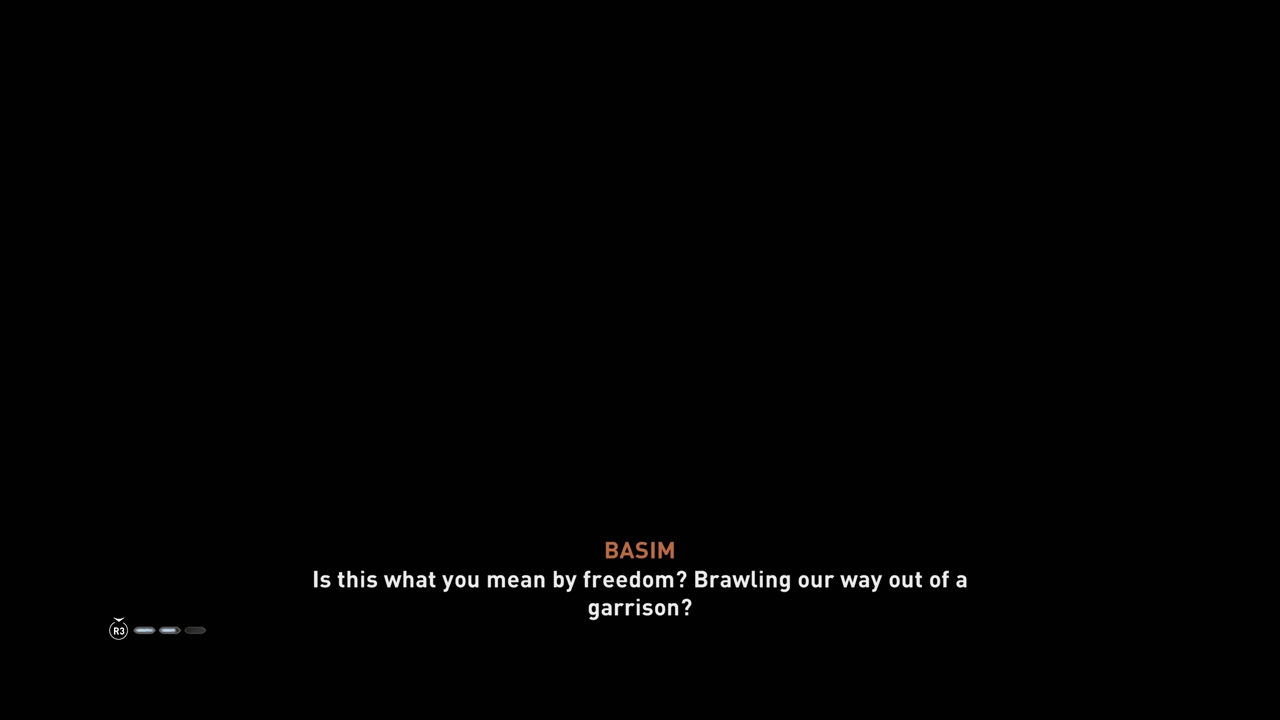 BASIM
Is this what you mean by freedom? Brawling our way out of a
garrison?
R3